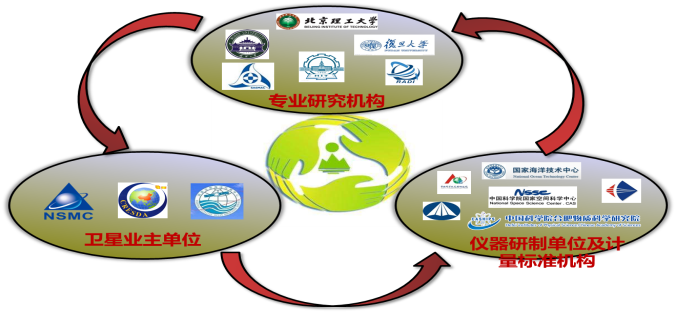 北京理工大学
BEIJING INSTITUTE OF TECHNOLOGY
復旦大学
FUDAN UNIVERSITY
RADI
专业研究机构
NSMC
CRESDA
卫星业主单位
国家海洋技术中心
National Ocean Technology Center
NSSC
中国科学院国家空间科学中心
National Space Science Center, CAS
中国科学院合肥物质科学研究院
仪器研制单位及计
量标准机构